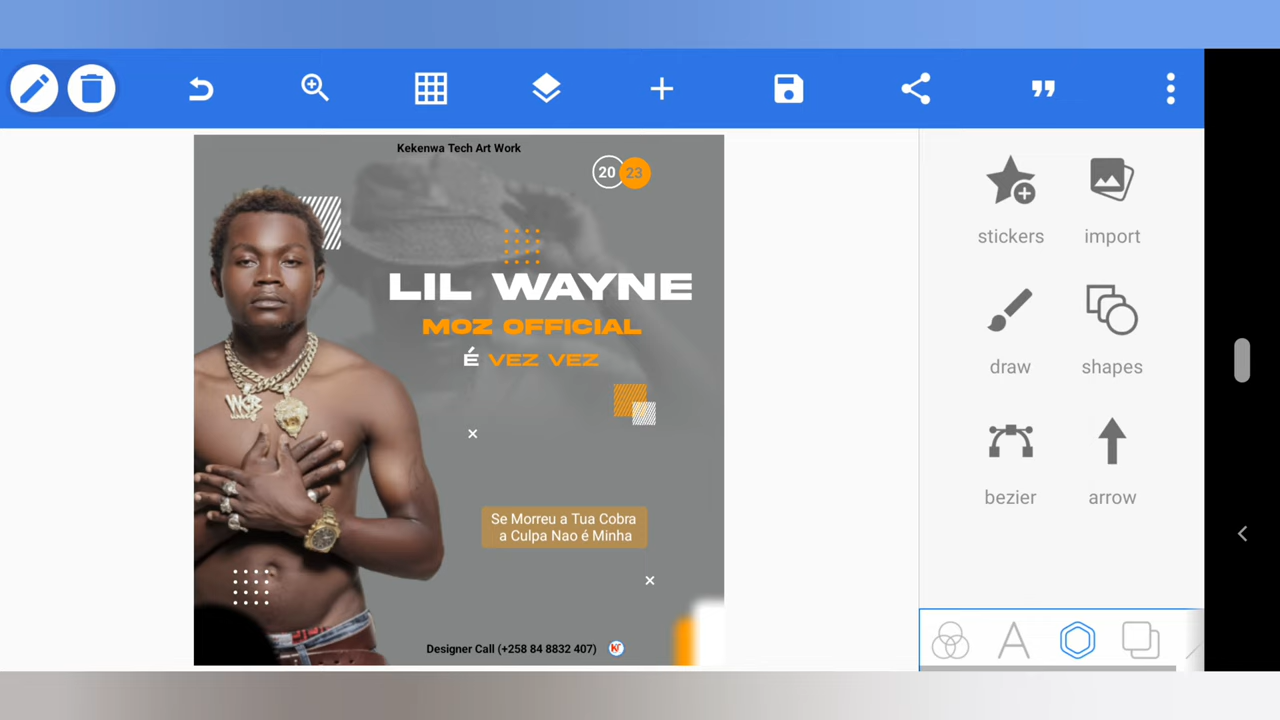 Kekenwa Tech Art Work
20 23
LIL WAYNE
MOZ OFFICIAL
É VEZ VEZ
Se Morreu a Tua Cobra
a Culpa Nao é Minha
Designer Call (+258 84 8832 407)
stickers
import
draw
shapes
bezier
arrow